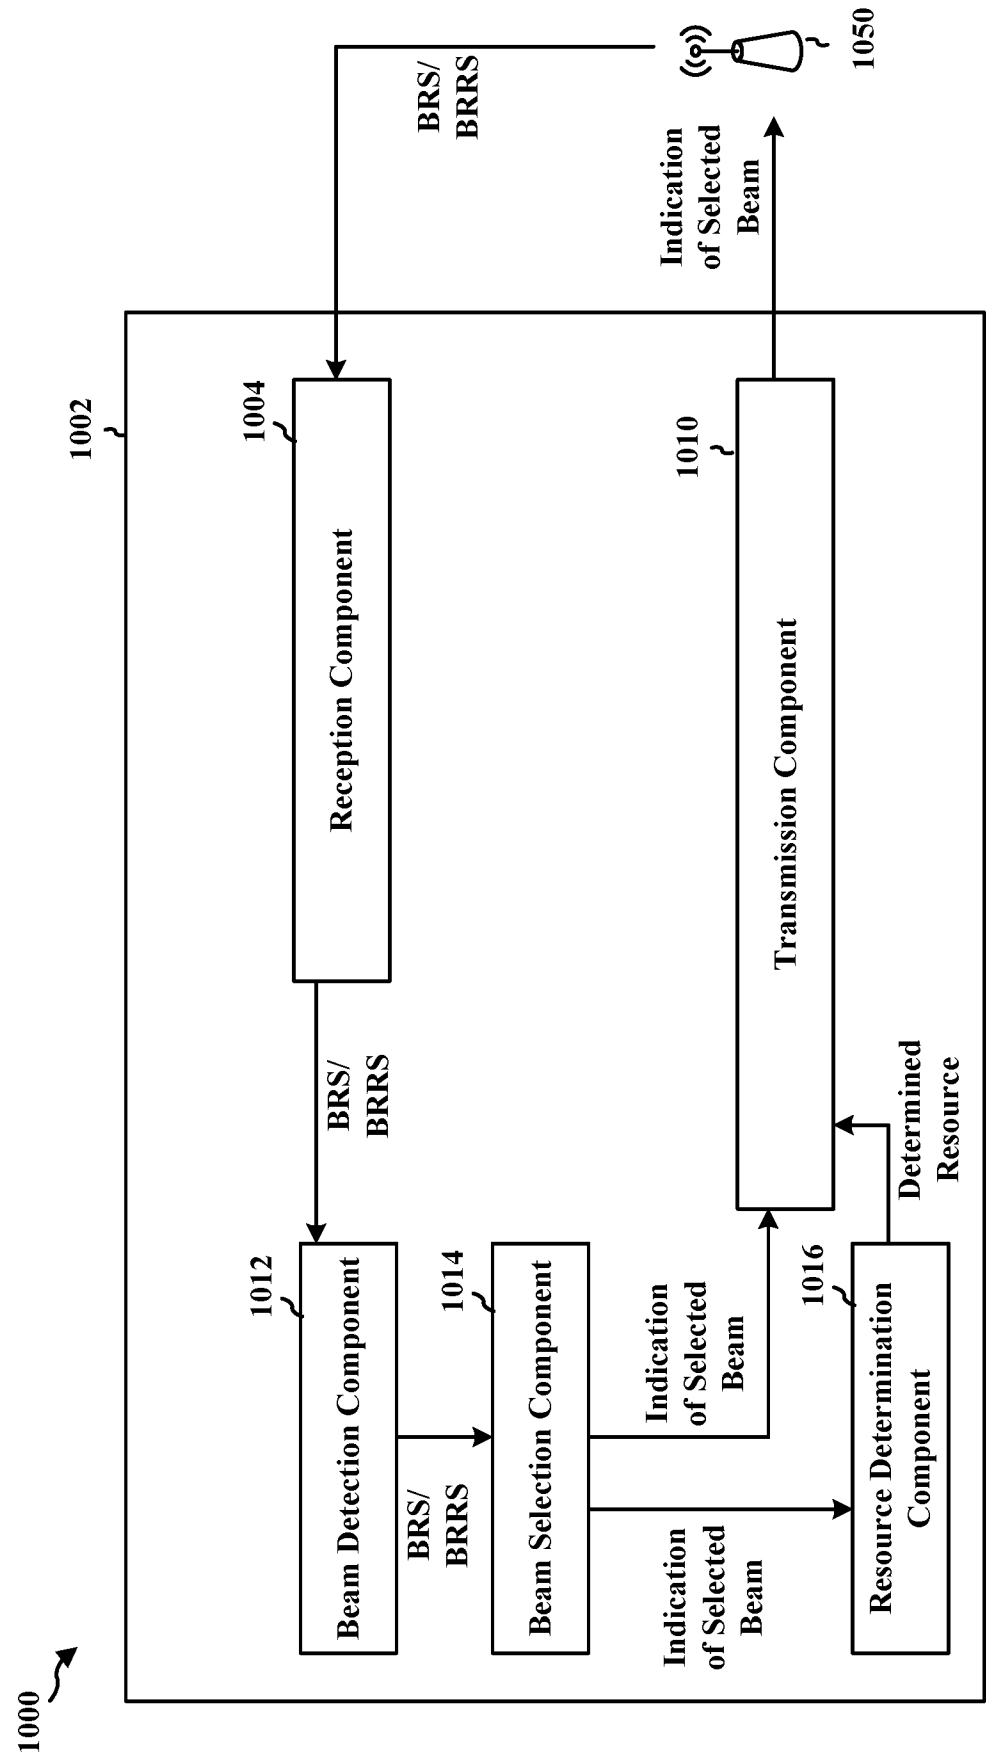 1000
1002
BRS/
BRRS
1050
1004
Reception Component
BRS/
BRRS
1012
Beam Detection Component
BRS/
BRRS
1014
Beam Selection Component
Indication
of Selected
Beam
Indication
of Selected
Beam
1010
Transmission Component
Indication
of Selected
Beam
1016
Resource Determination
Component
Determined
Resource